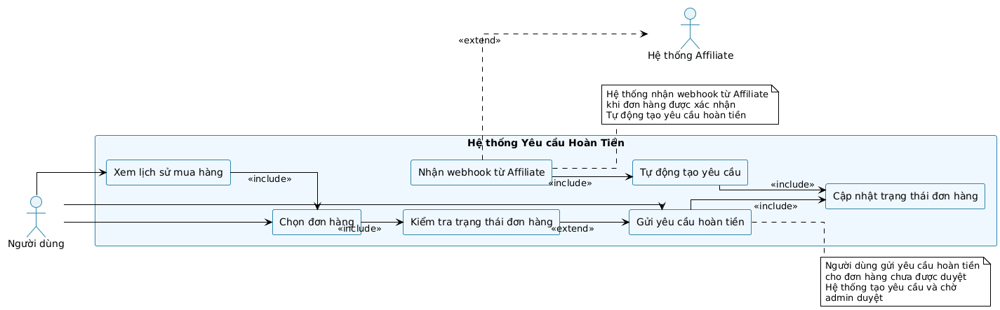 «extend»
Hệ thống Affiliate
Hệ thống nhận webhook từ Affiliate
khi đơn hàng được xác nhận
Tự động tạo yêu cầu hoàn tiền
Hệ thống Yêu cầu Hoàn Tiền
Xem lịch sử mua hàng
«include»
Nhận webhook từ Affiliate
«include»
Tự động tạo yêu cầu
«include»
Cập nhật trạng thái đơn hàng
«include»
Người dùng
Chọn đơn hàng
«include»
Kiểm tra trạng thái đơn hàng
«extend»
Gửi yêu cầu hoàn tiền
Người dùng gửi yêu cầu hoàn tiền
cho đơn hàng chưa được duyệt
Hệ thống tạo yêu cầu và chờ
admin duyệt